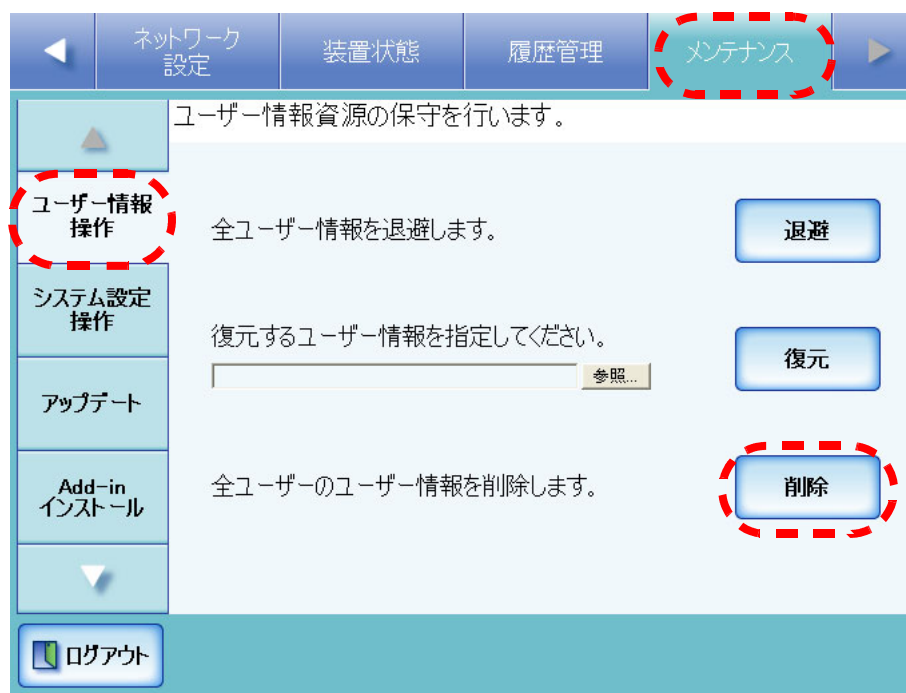 ネットワーク
設定
装置状態
履歴管理
メンテナンス
ユーザー情報資源の保守を行います。
ユーザー情報
操作
システム設定
操作
アップデート
Add-in
インストール
全ユーザー情報を退避します。
退避
復元するユーザー情報を指定してください。
参照...
復元
全ユーザーのユーザー情報を削除します。
削除
ログアウト